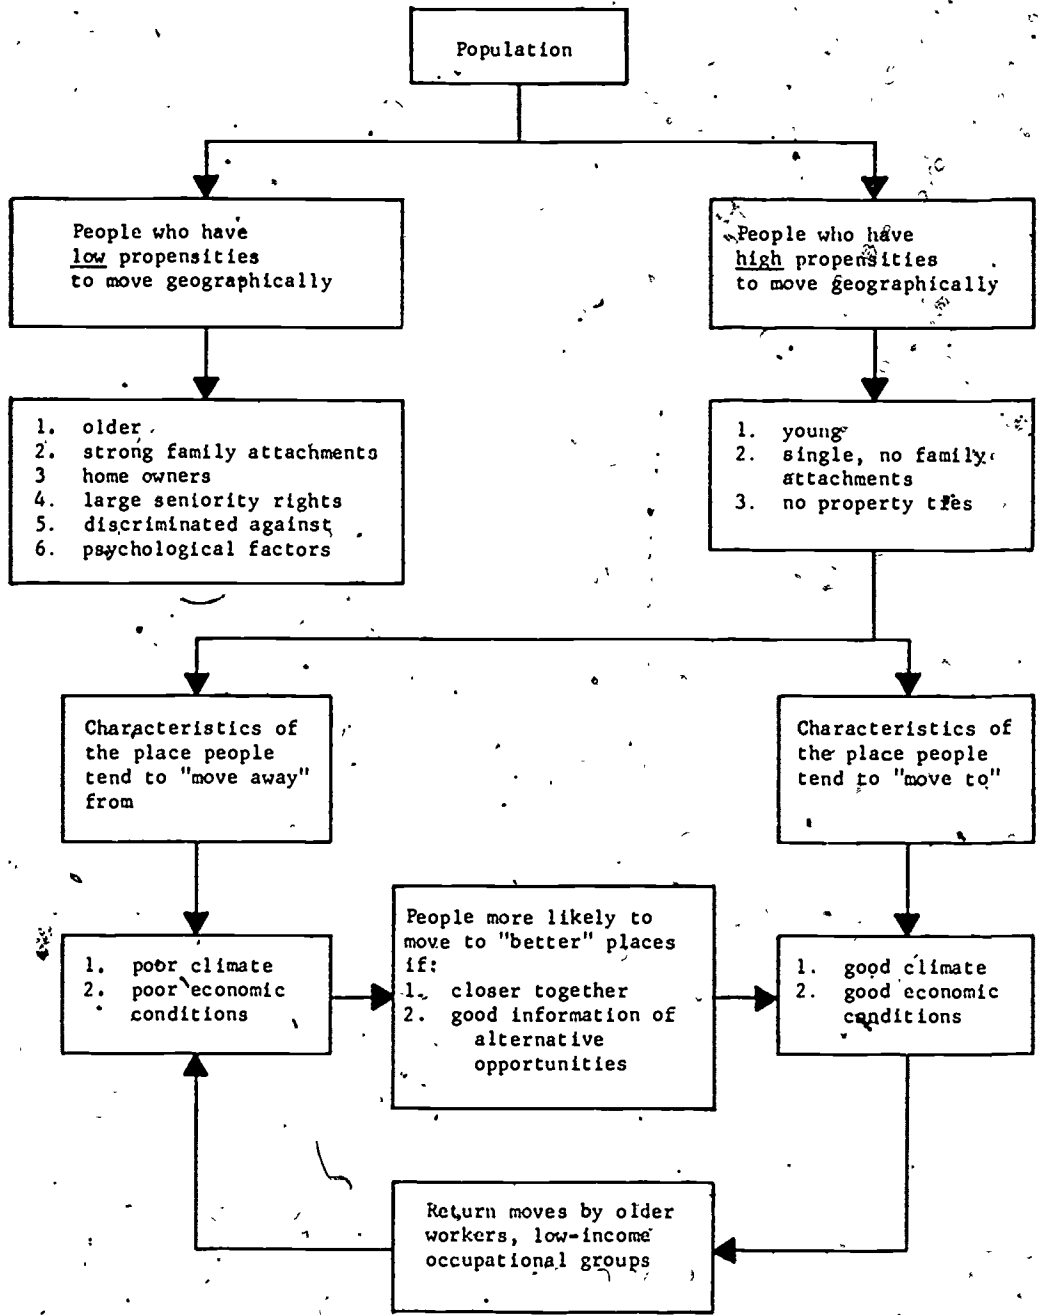 Population
People who have
low propensities
to move geographically
People who have
high propensities
to move geographically
1. older
2. strong family attachments
3 home owners
4. large seniority rights
5. discriminated against
6. psychological factors
1. young
2. single, no family
attachments
3. no property ties
Characteristics of
the place people
tend to "move away"
from
Characteristics of
the place people
tend to "move to"
1. poor climate
2. poor economic
conditions
People more likely to
move to "better" places
if:
1. closer together
2. good information of
alternative
opportunities
1. good climate
2. good economic
conditions
Return moves by older
workers, low-income
occupational groups